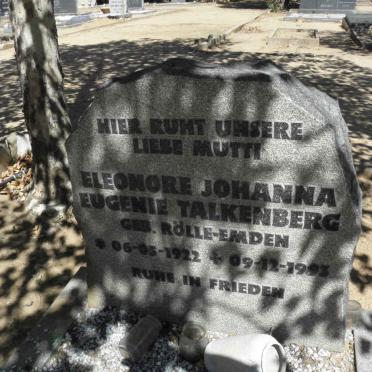 HIER RUHT UNSERE
LIEBE MUTTI
ELEONORE JOHANNA
EUGENIE TALKENBERG
GEB. RÖLLE-EMDEN
* 06-05-1922 + 09-12-1993
RUHE IN FRIEDEN